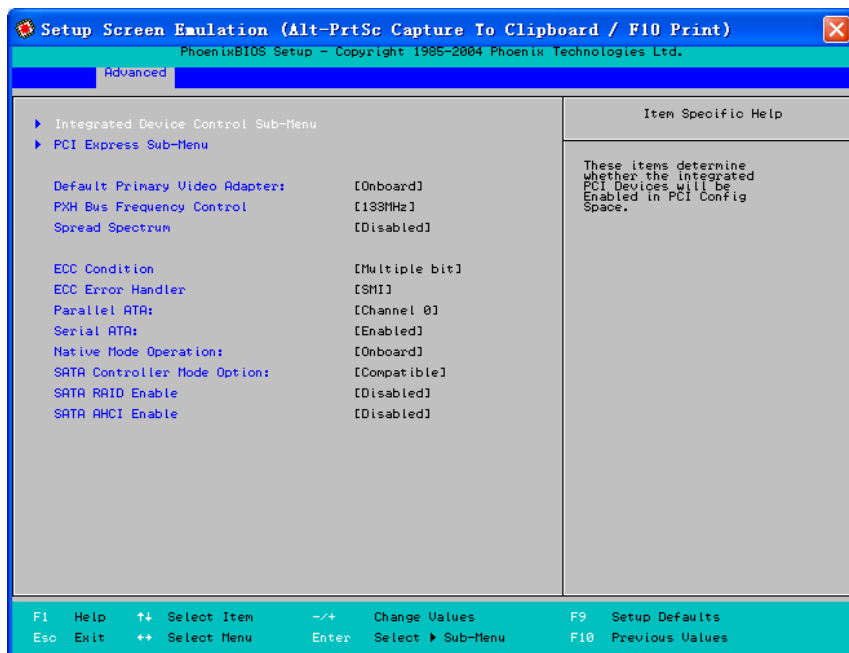 Setup Screen Emulation (Alt-PrtSc Capture To Clipboard / F10 Print)
PhoenixBIOS Setup - Copyright 1985-2004 Phoenix Technologies Ltd.
Advanced
Integrated Device Control Sub-Menu
PCI Express Sub-Menu
Default Primary Video Adapter: [Onboard]
PXH Bus Frequency Control [133MHz]
Spread Spectrum [Disabled]
ECC Condition [Multiple bit]
ECC Error Handler [SMI]
Parallel ATA: [Channel 0]
Serial ATA: [Enabled]
Native Mode Operation: [Onboard]
SATA Controller Mode Option: [Compatible]
SATA RAID Enable [Disabled]
SATA AHCI Enable [Disabled]
Item Specific Help
These items determine
whether the integrated
PCI Devices will be
Enabled in PCI Config
Space.
F1 Help ↑↓ Select Item -/+ Change Values F9 Setup Defaults
Esc Exit ↔ Select Menu Enter Select ▶ Sub-Menu F10 Previous Values